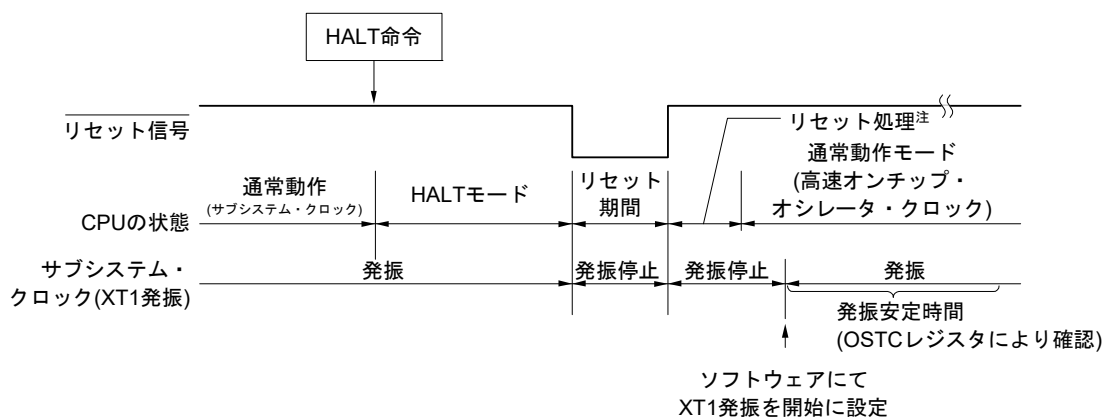 HALT命令
リセット信号
リセット処理注
通常動作モード
(高速オンチップ・
オシレータ・クロック)
通常動作
(サブシステム・クロック)
HALTモード
リセット
期間
CPUの状態
サブシステム・
クロック(XT1発振)
発振
発振停止
発振停止
発振
発振安定時間
(OSTCレジスタにより確認)
ソフトウェアにて
XT1発振を開始に設定